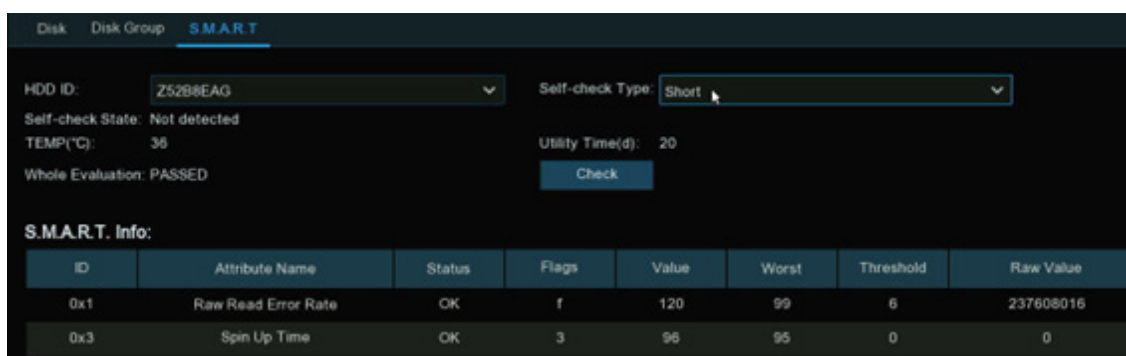 Disk Disk Group S.M.A.R.T
HDD ID: Z52B8EAG Self-check Type: Short
Self-check State: Not detected
TEMP(°C): 36 Utility Time(d): 20
Whole Evaluation: PASSED Check
S.M.A.R.T. Info:
ID Attribute Name Status Flags Value Worst Threshold Raw Value
0x1 Raw Read Error Rate OK f 120 99 6 237608016
0x3 Spin Up Time OK 3 96 95 0 0